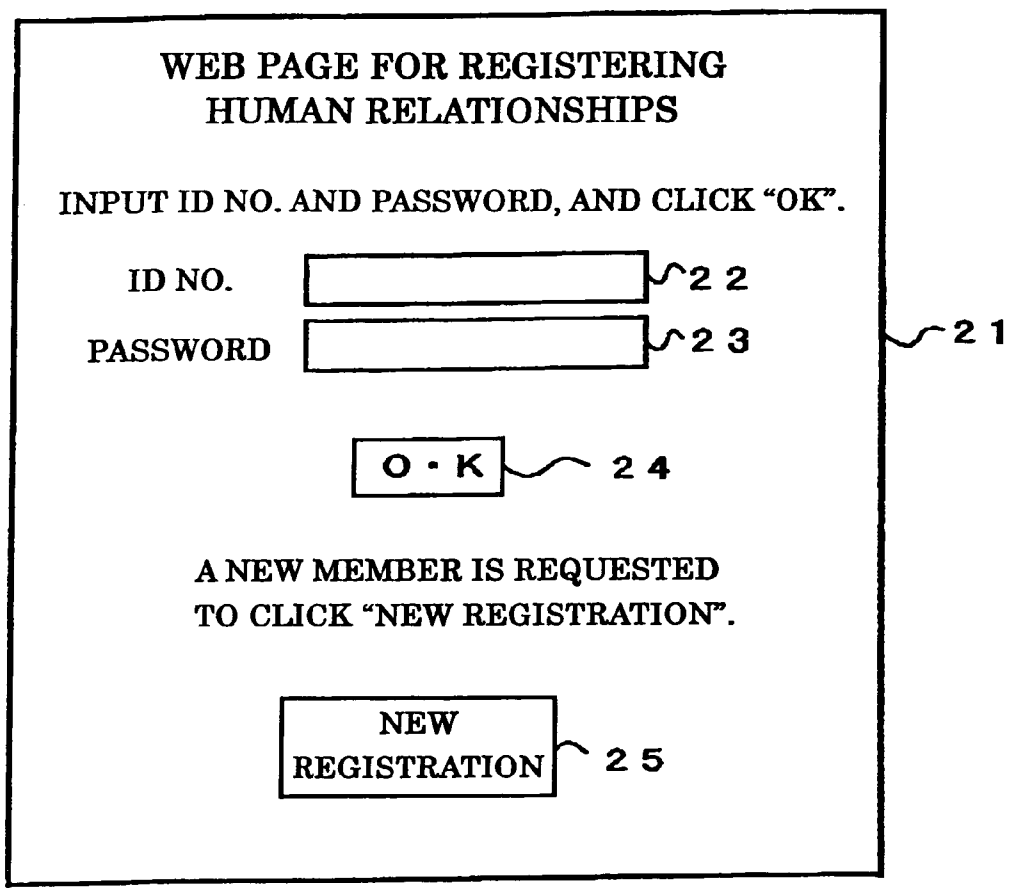 WEB PAGE FOR REGISTERING
HUMAN RELATIONSHIPS
INPUT ID NO. AND PASSWORD, AND CLICK “OK”.
ID NO.
22
PASSWORD
23
21
O・K
24
A NEW MEMBER IS REQUESTED
TO CLICK “NEW REGISTRATION”.
NEW
REGISTRATION
25